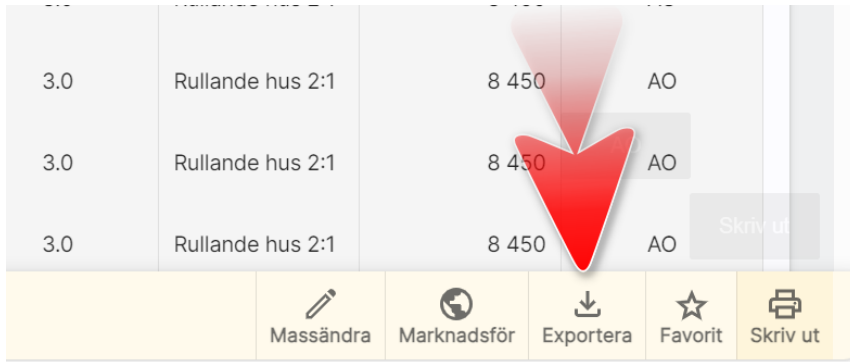 3.0 Rullande hus 2:1 8 450 AO
3.0 Rullande hus 2:1 8 450 AO
3.0 Rullande hus 2:1 8 450 AO
Skriv ut
Massändra Marknadsför Exportera Favorit Skriv ut